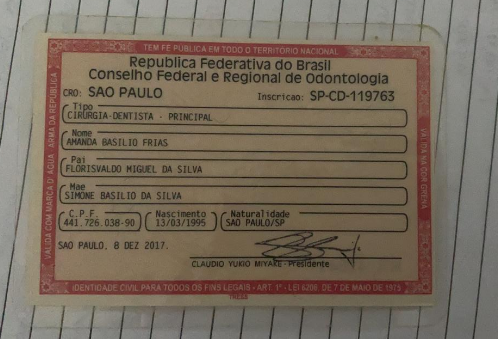 TEM FÉ PÚBLICA EM TODO O TERRITÓRIO NACIONAL
República Federativa do Brasil
Conselho Federal e Regional de Odontologia
CRO: SAO PAULO Inscricao: SP-CD-119763
Tipo
CIRURGIA-DENTISTA - PRINCIPAL
Nome
AMANDA BASILIO FRIAS
Pai
FLORISVALDO MIGUEL DA SILVA
Mae
SIMONE BASILIO DA SILVA
C.P.F. Nascimento Naturalidade
441.726.038-90 13/03/1995 SAO PAULO/SP
SAO PAULO, 8 DEZ 2017.
CLAUDIO YUKIO MIYAKE - Presidente
IDENTIDADE CIVIL PARA TODOS OS FINS LEGAIS - ART. 1º - LEI 6206 DE 7 DE MAIO DE 1975
VALIDA COM MARCA D'ÁGUA - ARMA DA REPÚBLICA